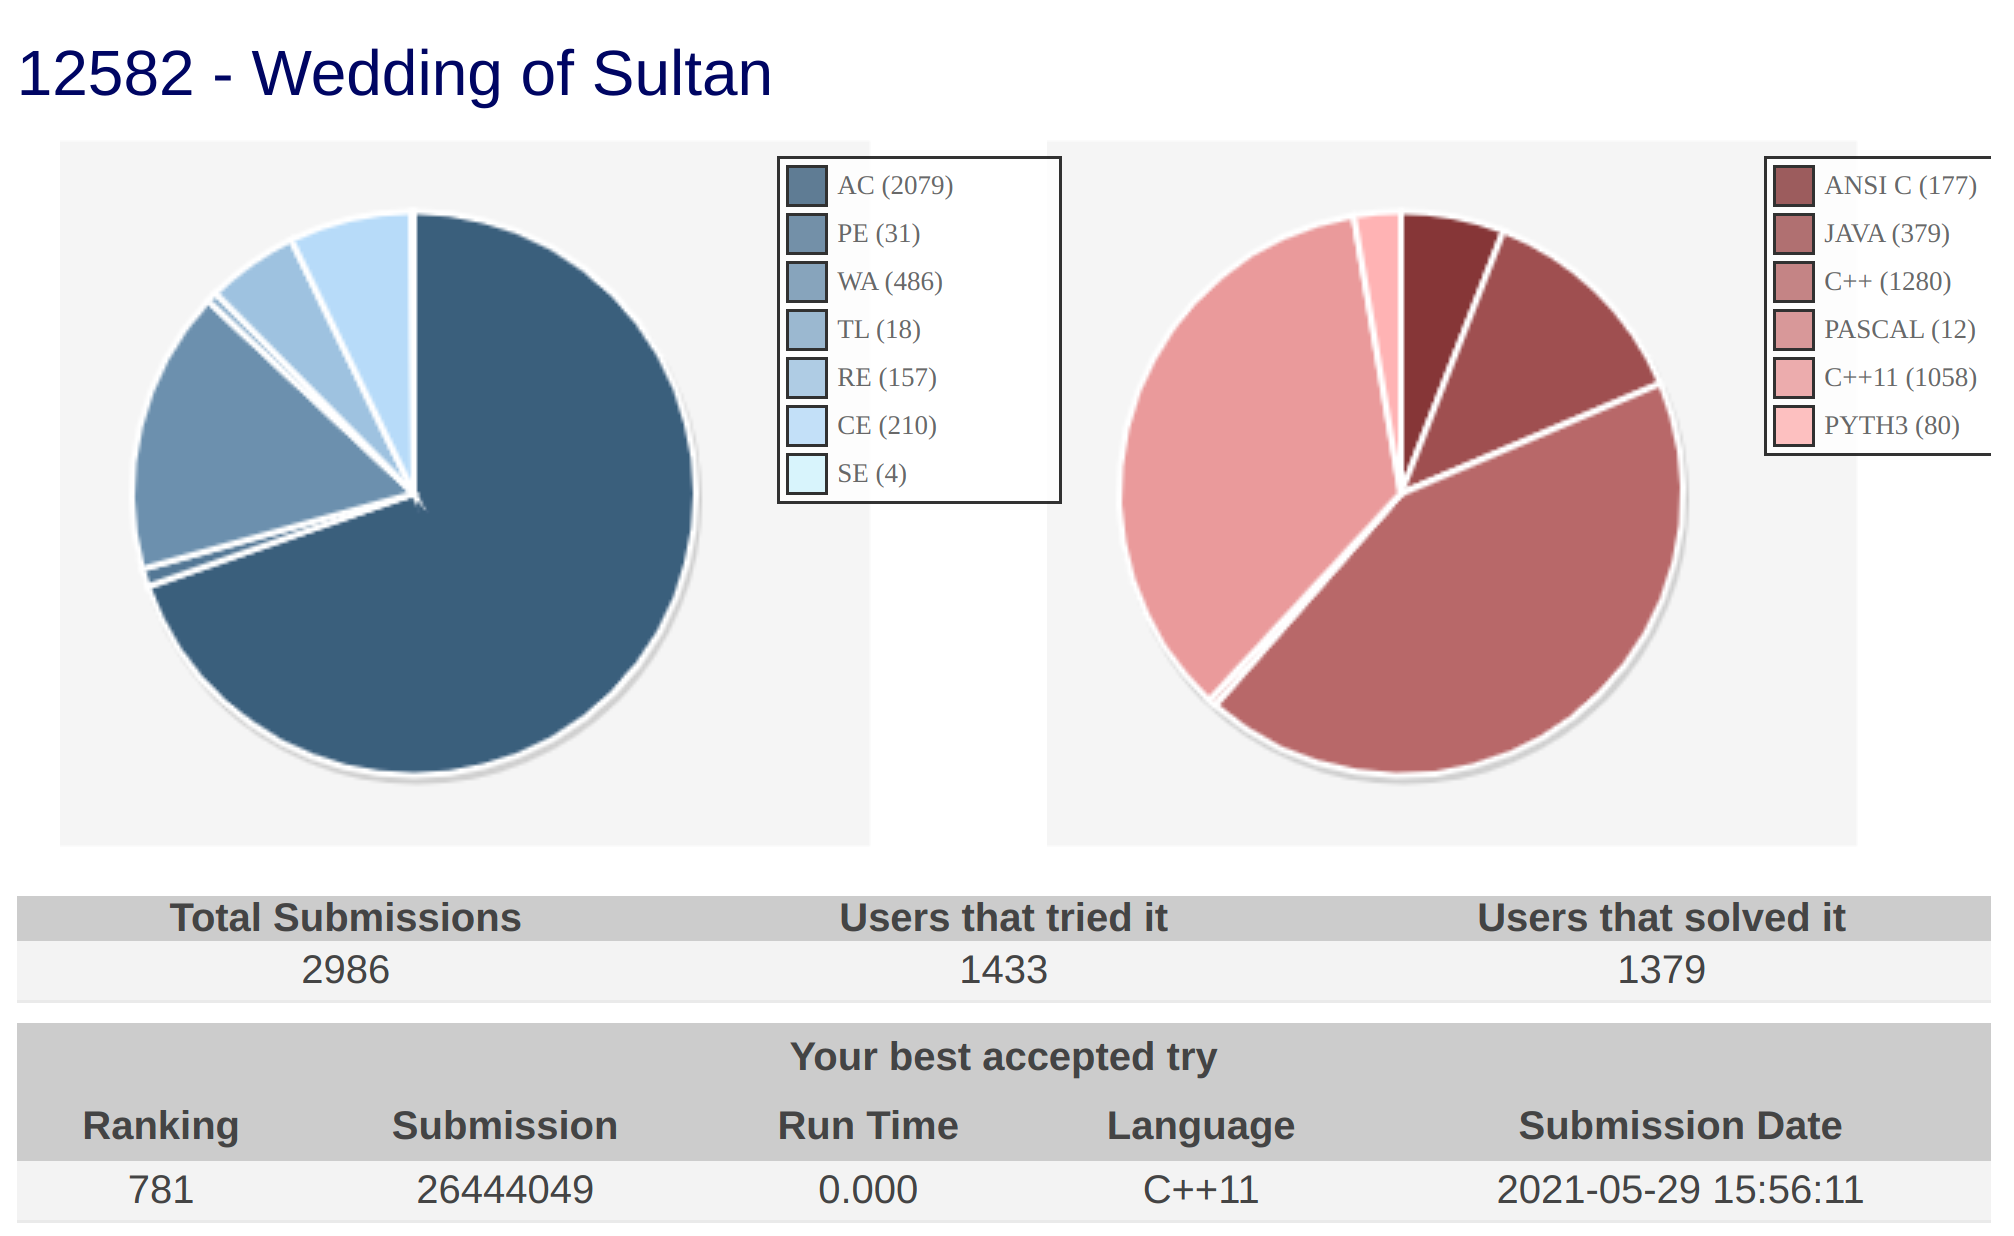 12582 - Wedding of Sultan
AC (2079)
PE (31)
WA (486)
TL (18)
RE (157)
CE (210)
SE (4)
ANSI C (177)
JAVA (379)
C++ (1280)
PASCAL (12)
C++11 (1058)
PYTH3 (80)
Total Submissions Users that tried it Users that solved it
2986 1433 1379
Your best accepted try
Ranking Submission Run Time Language Submission Date
781 26444049 0.000 C++11 2021-05-29 15:56:11